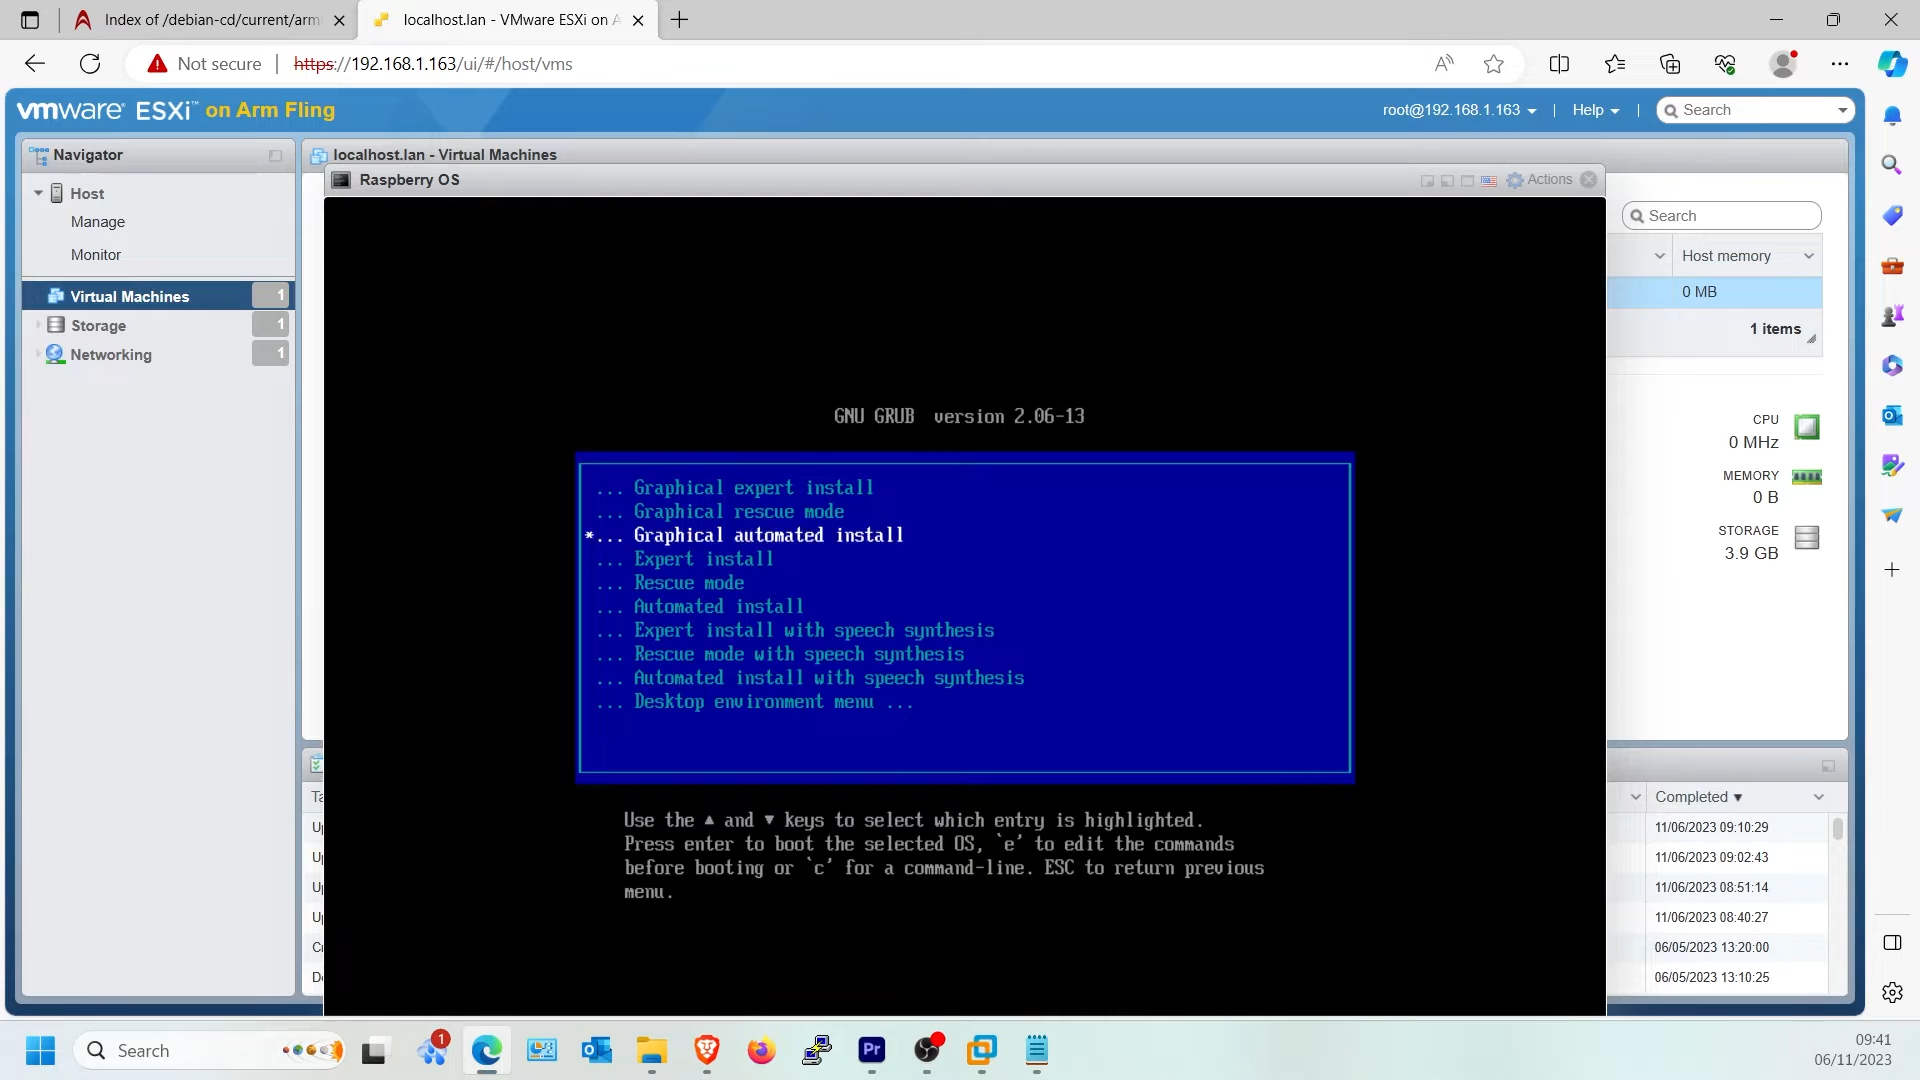 Index of /debian-cd/current/arm
localhost.lan - VMware ESXi on A
Not secure
https://192.168.1.163/ui/#/host/vms
vmware ESXi™ on Arm Fling
root@192.168.1.163
Help
Search
Navigator
localhost.lan - Virtual Machines
Raspberry OS
Actions
Host
Manage
Monitor
Virtual Machines 1
Storage 1
Networking 1
Search
Host memory
0 MB
1 items
CPU
0 MHz
MEMORY
0 B
STORAGE
3.9 GB
GNU GRUB version 2.06-13
... Graphical expert install
... Graphical rescue mode
*... Graphical automated install
... Expert install
... Rescue mode
... Automated install
... Expert install with speech synthesis
... Rescue mode with speech synthesis
... Automated install with speech synthesis
... Desktop environment menu ...
Use the ▲ and ▼ keys to select which entry is highlighted.
Press enter to boot the selected OS, `e' to edit the commands
before booting or `c' for a command-line. ESC to return previous
menu.
Completed ▼
11/06/2023 09:10:29
11/06/2023 09:02:43
11/06/2023 08:51:14
11/06/2023 08:40:27
06/05/2023 13:20:00
06/05/2023 13:10:25
Search
1
Pr
09:41
06/11/2023